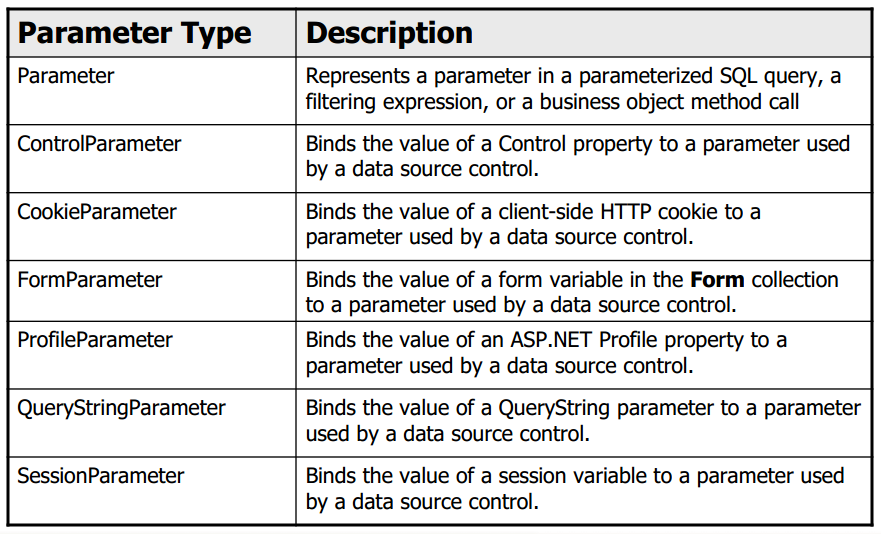 Parameter Type Description
Parameter Represents a parameter in a parameterized SQL query, a
filtering expression, or a business object method call
ControlParameter Binds the value of a Control property to a parameter used
by a data source control.
CookieParameter Binds the value of a client-side HTTP cookie to a
parameter used by a data source control.
FormParameter Binds the value of a form variable in the Form collection
to a parameter used by a data source control.
ProfileParameter Binds the value of an ASP.NET Profile property to a
parameter used by a data source control.
QueryStringParameter Binds the value of a QueryString parameter to a parameter
used by a data source control.
SessionParameter Binds the value of a session variable to a parameter used
by a data source control.